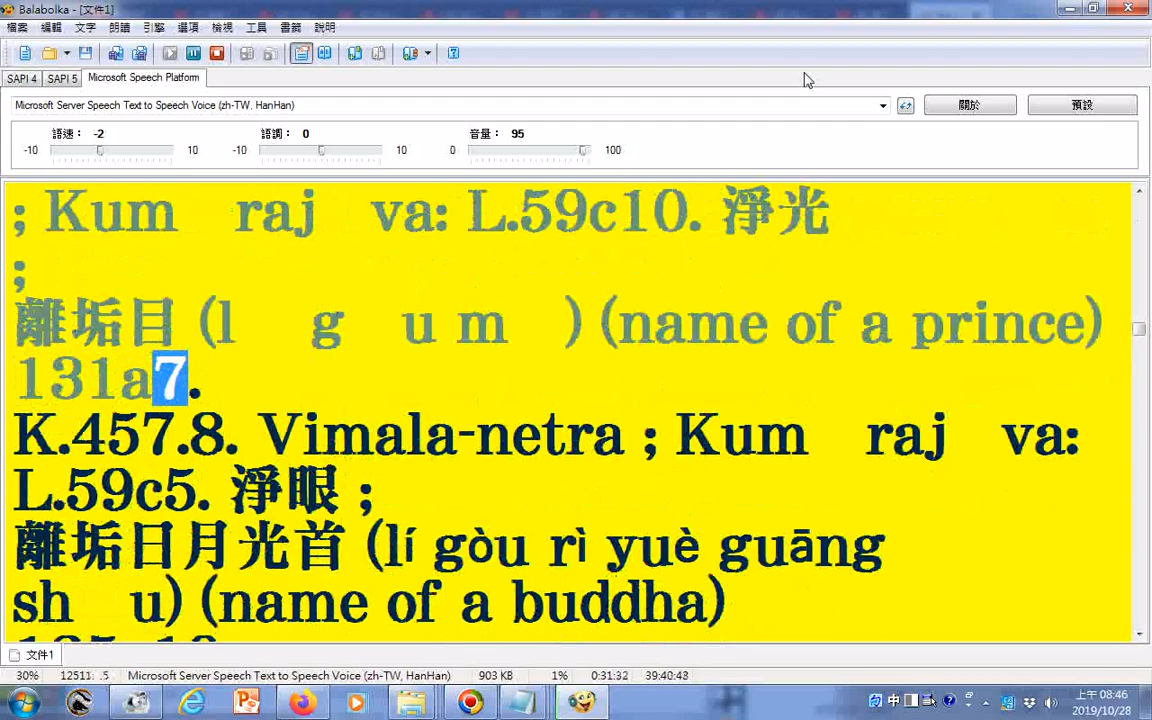 Balabolka - [文件1]
檔案 編輯 文字 朗讀 引擎 選項 檢視 工具 書籤 說明
SAPI 4 SAPI 5 Microsoft Speech Platform
Microsoft Server Speech Text to Speech Voice (zh-TW, HanHan) 關於 預設
語速： -2 語調： 0 音量： 95
-10 10 -10 10 0 100
; Kum raj va: L.59c10. 淨光
;
離垢目 (l g u m ) (name of a prince)
131a7.
K.457.8. Vimala-netra ; Kum raj va:
L.59c5. 淨眼 ;
離垢日月光首 (lí gòu rì yuè guāng
sh u) (name of a buddha)
文件1
30% 12511: .5 Microsoft Server Speech Text to Speech Voice (zh-TW, HanHan) 903 KB 1% 0:31:32 39:40:43
中 上午 08:46
2019/10/28